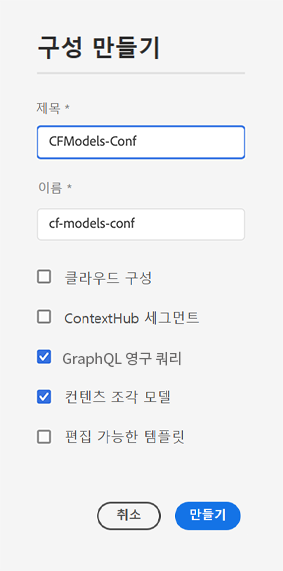 구성 만들기
제목 *
CFModels-Conf
이름 *
cf-models-conf
클라우드 구성
ContextHub 세그먼트
GraphQL 영구 쿼리
컨텐츠 조각 모델
편집 가능한 템플릿
취소 만들기